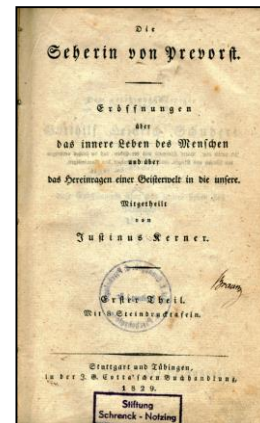 Die
Seherin von Prevorst.
Eröffnungen
über
das innere Leben des Menschen
und über
das Hereinragen einer Geisterwelt in die unsere.
Mitgetheilt
von
Justinus Kerner.
Erster Theil.
Mit Steindrucktafeln.
Stuttgart und Tübingen,
in der J. G. Cotta'schen Buchhandlung.
1829.
Stiftung
Schrenck - Notzing